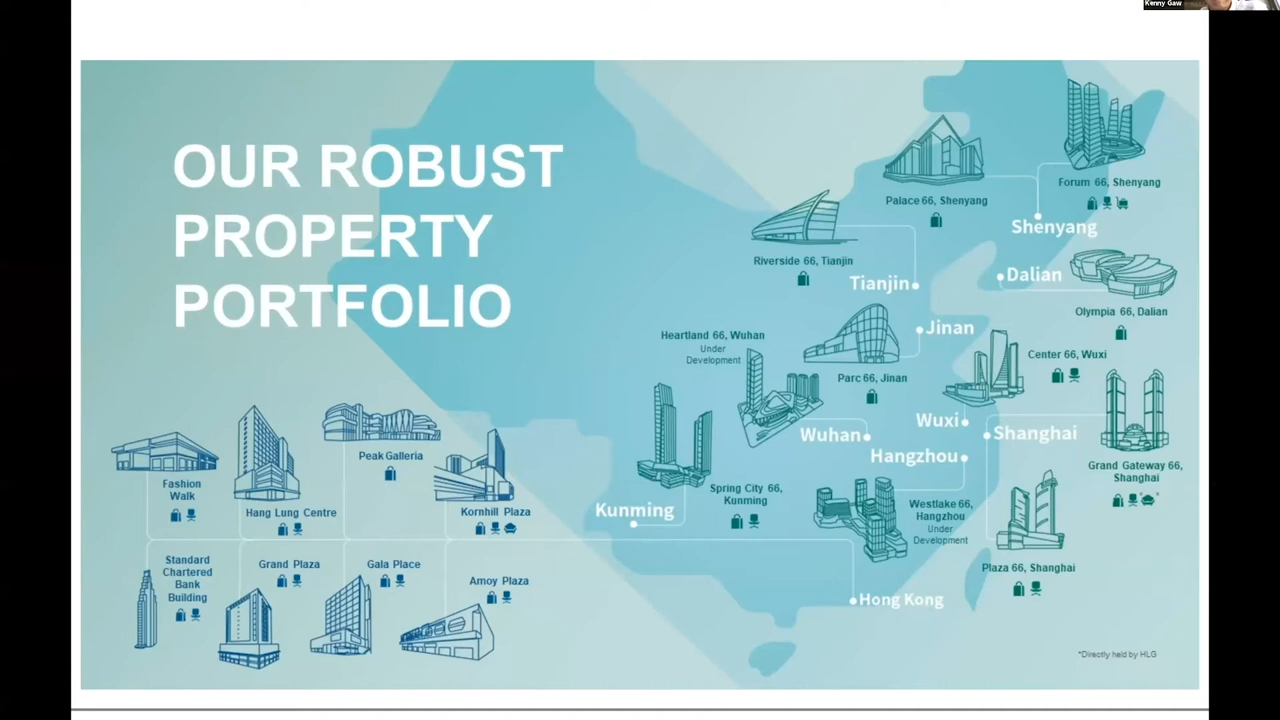 Kenny Gaw
OUR ROBUST
PROPERTY
PORTFOLIO
Forum 66, Shenyang
Palace 66, Shenyang
Shenyang
Riverside 66, Tianjin
Tianjin
Dalian
Olympia 66, Dalian
Jinan
Parc 66, Jinan
Heartland 66, Wuhan
Under
Development
Wuhan
Center 66, Wuxi
Wuxi
Shanghai
Grand Gateway 66,
Shanghai
Hangzhou
Westlake 66,
Hangzhou
Under
Development
Plaza 66, Shanghai
Spring City 66,
Kunming
Kunming
Hong Kong
Fashion
Walk
Hang Lung Centre
Peak Galleria
Kornhill Plaza
Standard
Chartered
Bank
Building
Grand Plaza
Gala Place
Amoy Plaza
*Directly held by HLG